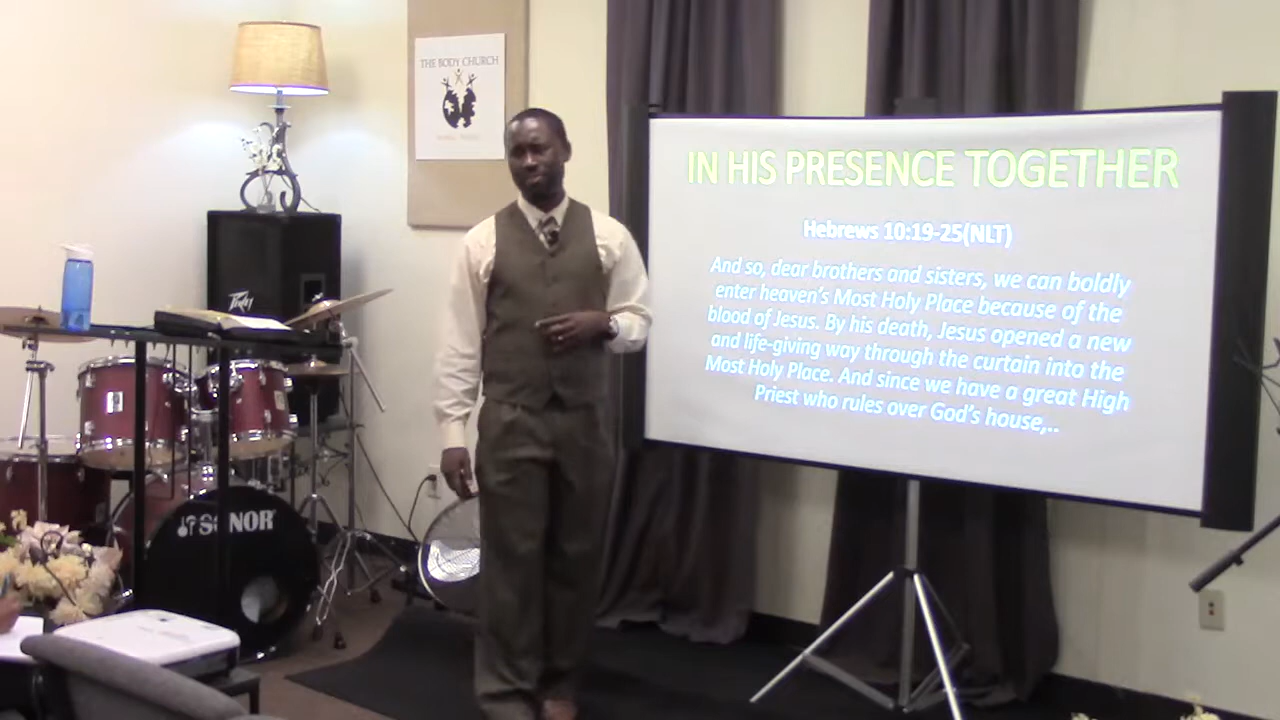 THE BODY CHURCH
IN HIS PRESENCE TOGETHER
Hebrews 10:19-25(NLT)
And so, dear brothers and sisters, we can boldly
enter heaven's Most Holy Place because of the
blood of Jesus. By his death, Jesus opened a new
and life-giving way through the curtain into the
Most Holy Place. And since we have a great High
Priest who rules over God's house,..
Peavey
SONOR